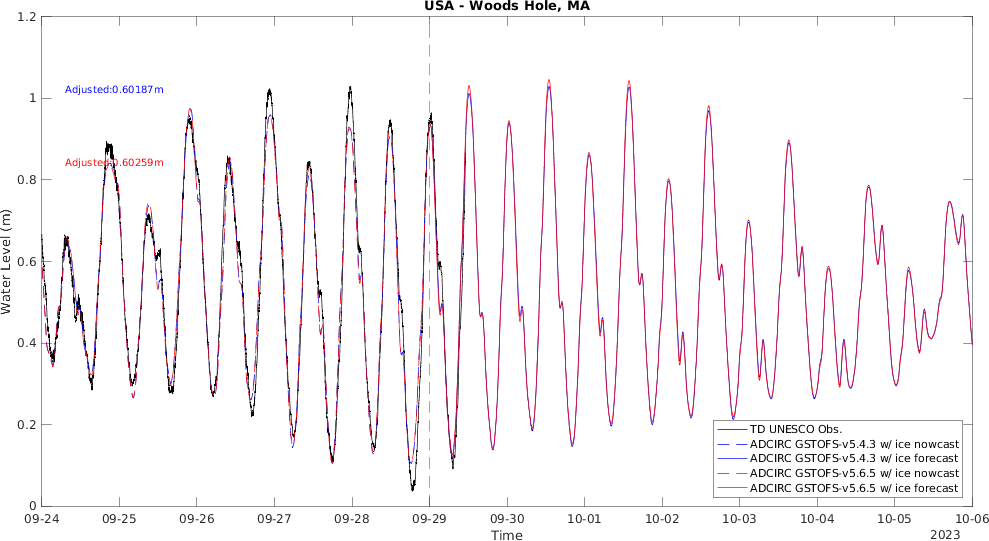 USA - Woods Hole, MA
1.2
1
0.8
0.6
0.4
0.2
0
Water Level (m)
Adjusted:0.60187m
Adjusted:0.60259m
TD UNESCO Obs.
ADCIRC GSTOFS-v5.4.3 w/ ice nowcast
ADCIRC GSTOFS-v5.4.3 w/ ice forecast
ADCIRC GSTOFS-v5.6.5 w/ ice nowcast
ADCIRC GSTOFS-v5.6.5 w/ ice forecast
09-24 09-25 09-26 09-27 09-28 09-29 09-30 10-01 10-02 10-03 10-04 10-05 10-06
Time
2023